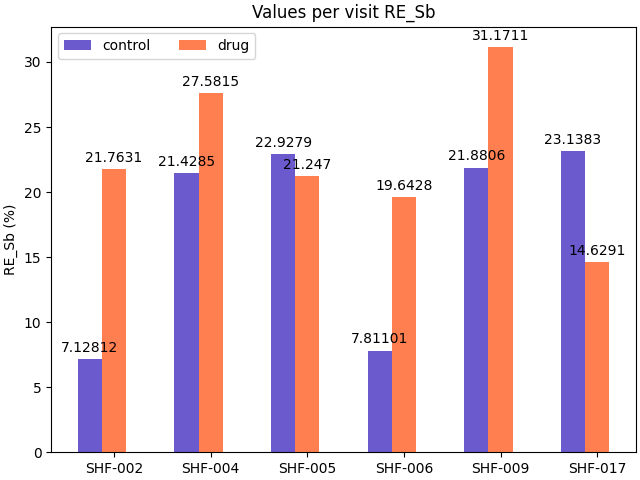 Values per visit RE_Sb
control
drug
RE_Sb (%)
30
25
20
15
10
5
0
7.12812
21.7631
21.4285
27.5815
22.9279
21.247
7.81101
19.6428
21.8806
31.1711
23.1383
14.6291
SHF-002
SHF-004
SHF-005
SHF-006
SHF-009
SHF-017